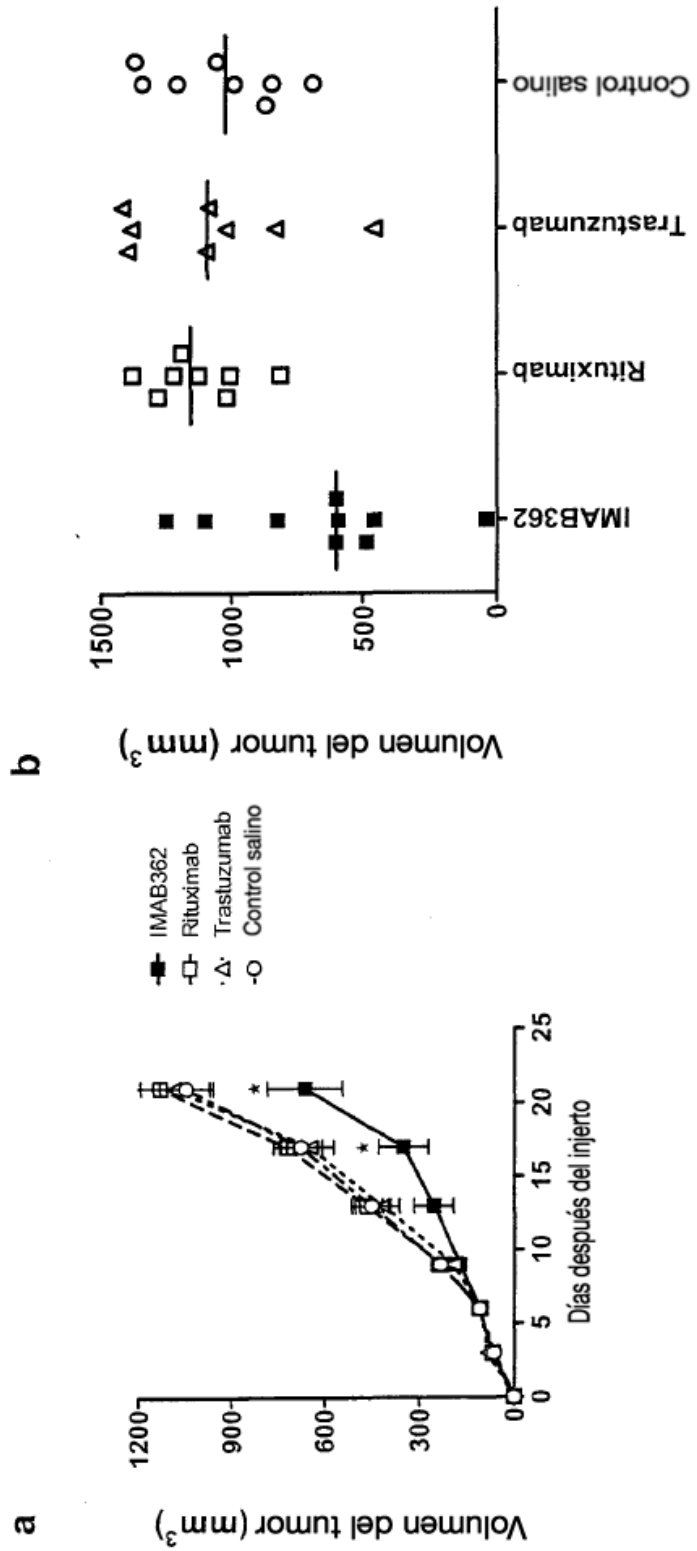 a
Volumen del tumor (mm³)
1200
900
600
300
0
0 5 10 15 20 25
Días después del injerto
*
*
IMAB362
Rituximab
Trastuzumab
Control salino
b
Volumen del tumor (mm³)
1500
1000
500
0
IMAB362
Rituximab
Trastuzumab
Control salino